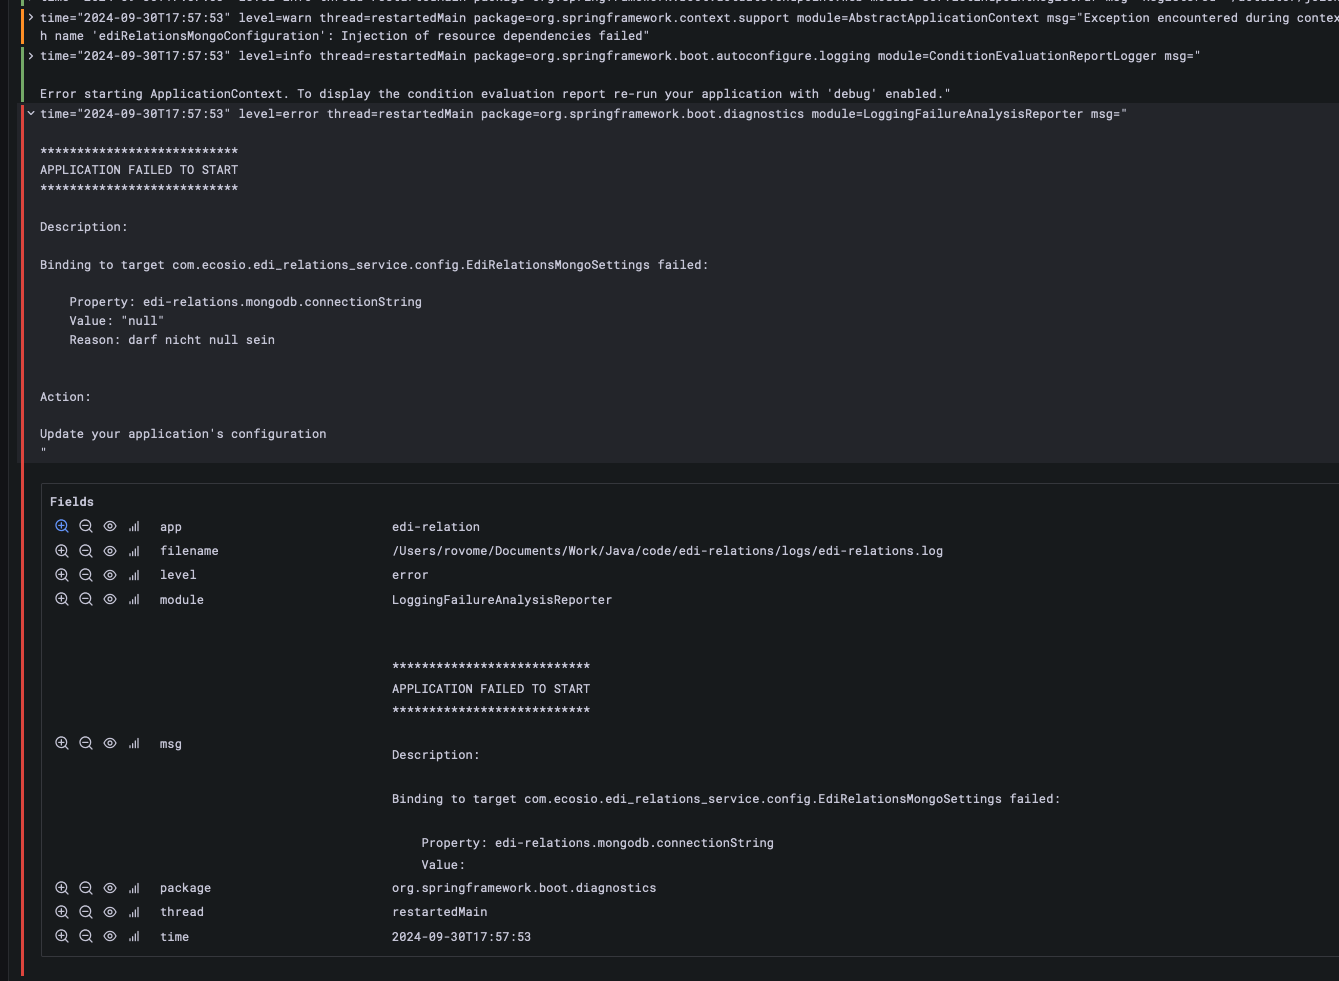 time="2024-09-30T17:57:53" level=warn thread=restartedMain package=org.springframework.context.support module=AbstractApplicationContext msg="Exception encountered during contex
h name 'ediRelationsMongoConfiguration': Injection of resource dependencies failed"
time="2024-09-30T17:57:53" level=info thread=restartedMain package=org.springframework.boot.autoconfigure.logging module=ConditionEvaluationReportLogger msg="
Error starting ApplicationContext. To display the condition evaluation report re-run your application with 'debug' enabled."
time="2024-09-30T17:57:53" level=error thread=restartedMain package=org.springframework.boot.diagnostics module=LoggingFailureAnalysisReporter msg="
***************************
APPLICATION FAILED TO START
***************************
Description:
Binding to target com.ecosio.edi_relations_service.config.EdiRelationsMongoSettings failed:
Property: edi-relations.mongodb.connectionString
Value: "null"
Reason: darf nicht null sein
Action:
Update your application's configuration
"
Fields
app edi-relation
filename /Users/rovome/Documents/Work/Java/code/edi-relations/logs/edi-relations.log
level error
module LoggingFailureAnalysisReporter
***************************
APPLICATION FAILED TO START
***************************
msg
Description:
Binding to target com.ecosio.edi_relations_service.config.EdiRelationsMongoSettings failed:
Property: edi-relations.mongodb.connectionString
Value:
package org.springframework.boot.diagnostics
thread restartedMain
time 2024-09-30T17:57:53